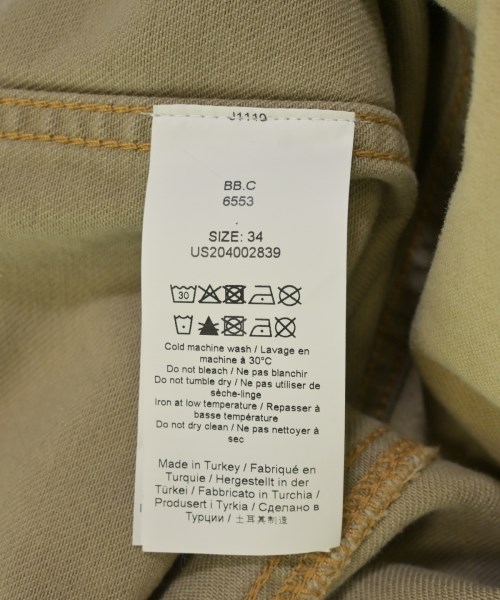 J1119
BB.C
6553
SIZE: 34
US204002839
30
Cold machine wash / Lavage en
machine à 30°C
Do not bleach / Ne pas blanchir
Do not tumble dry / Ne pas utiliser de
sèche-linge
Iron at low temperature / Repasser à
basse température
Do not dry clean / Ne pas nettoyer à
sec
Made in Turkey / Fabriqué en
Turquie / Hergestellt in der
Türkei / Fabbricato in Turchia /
Produsert i Tyrkia / Сделано в
Турции / 土耳其制造